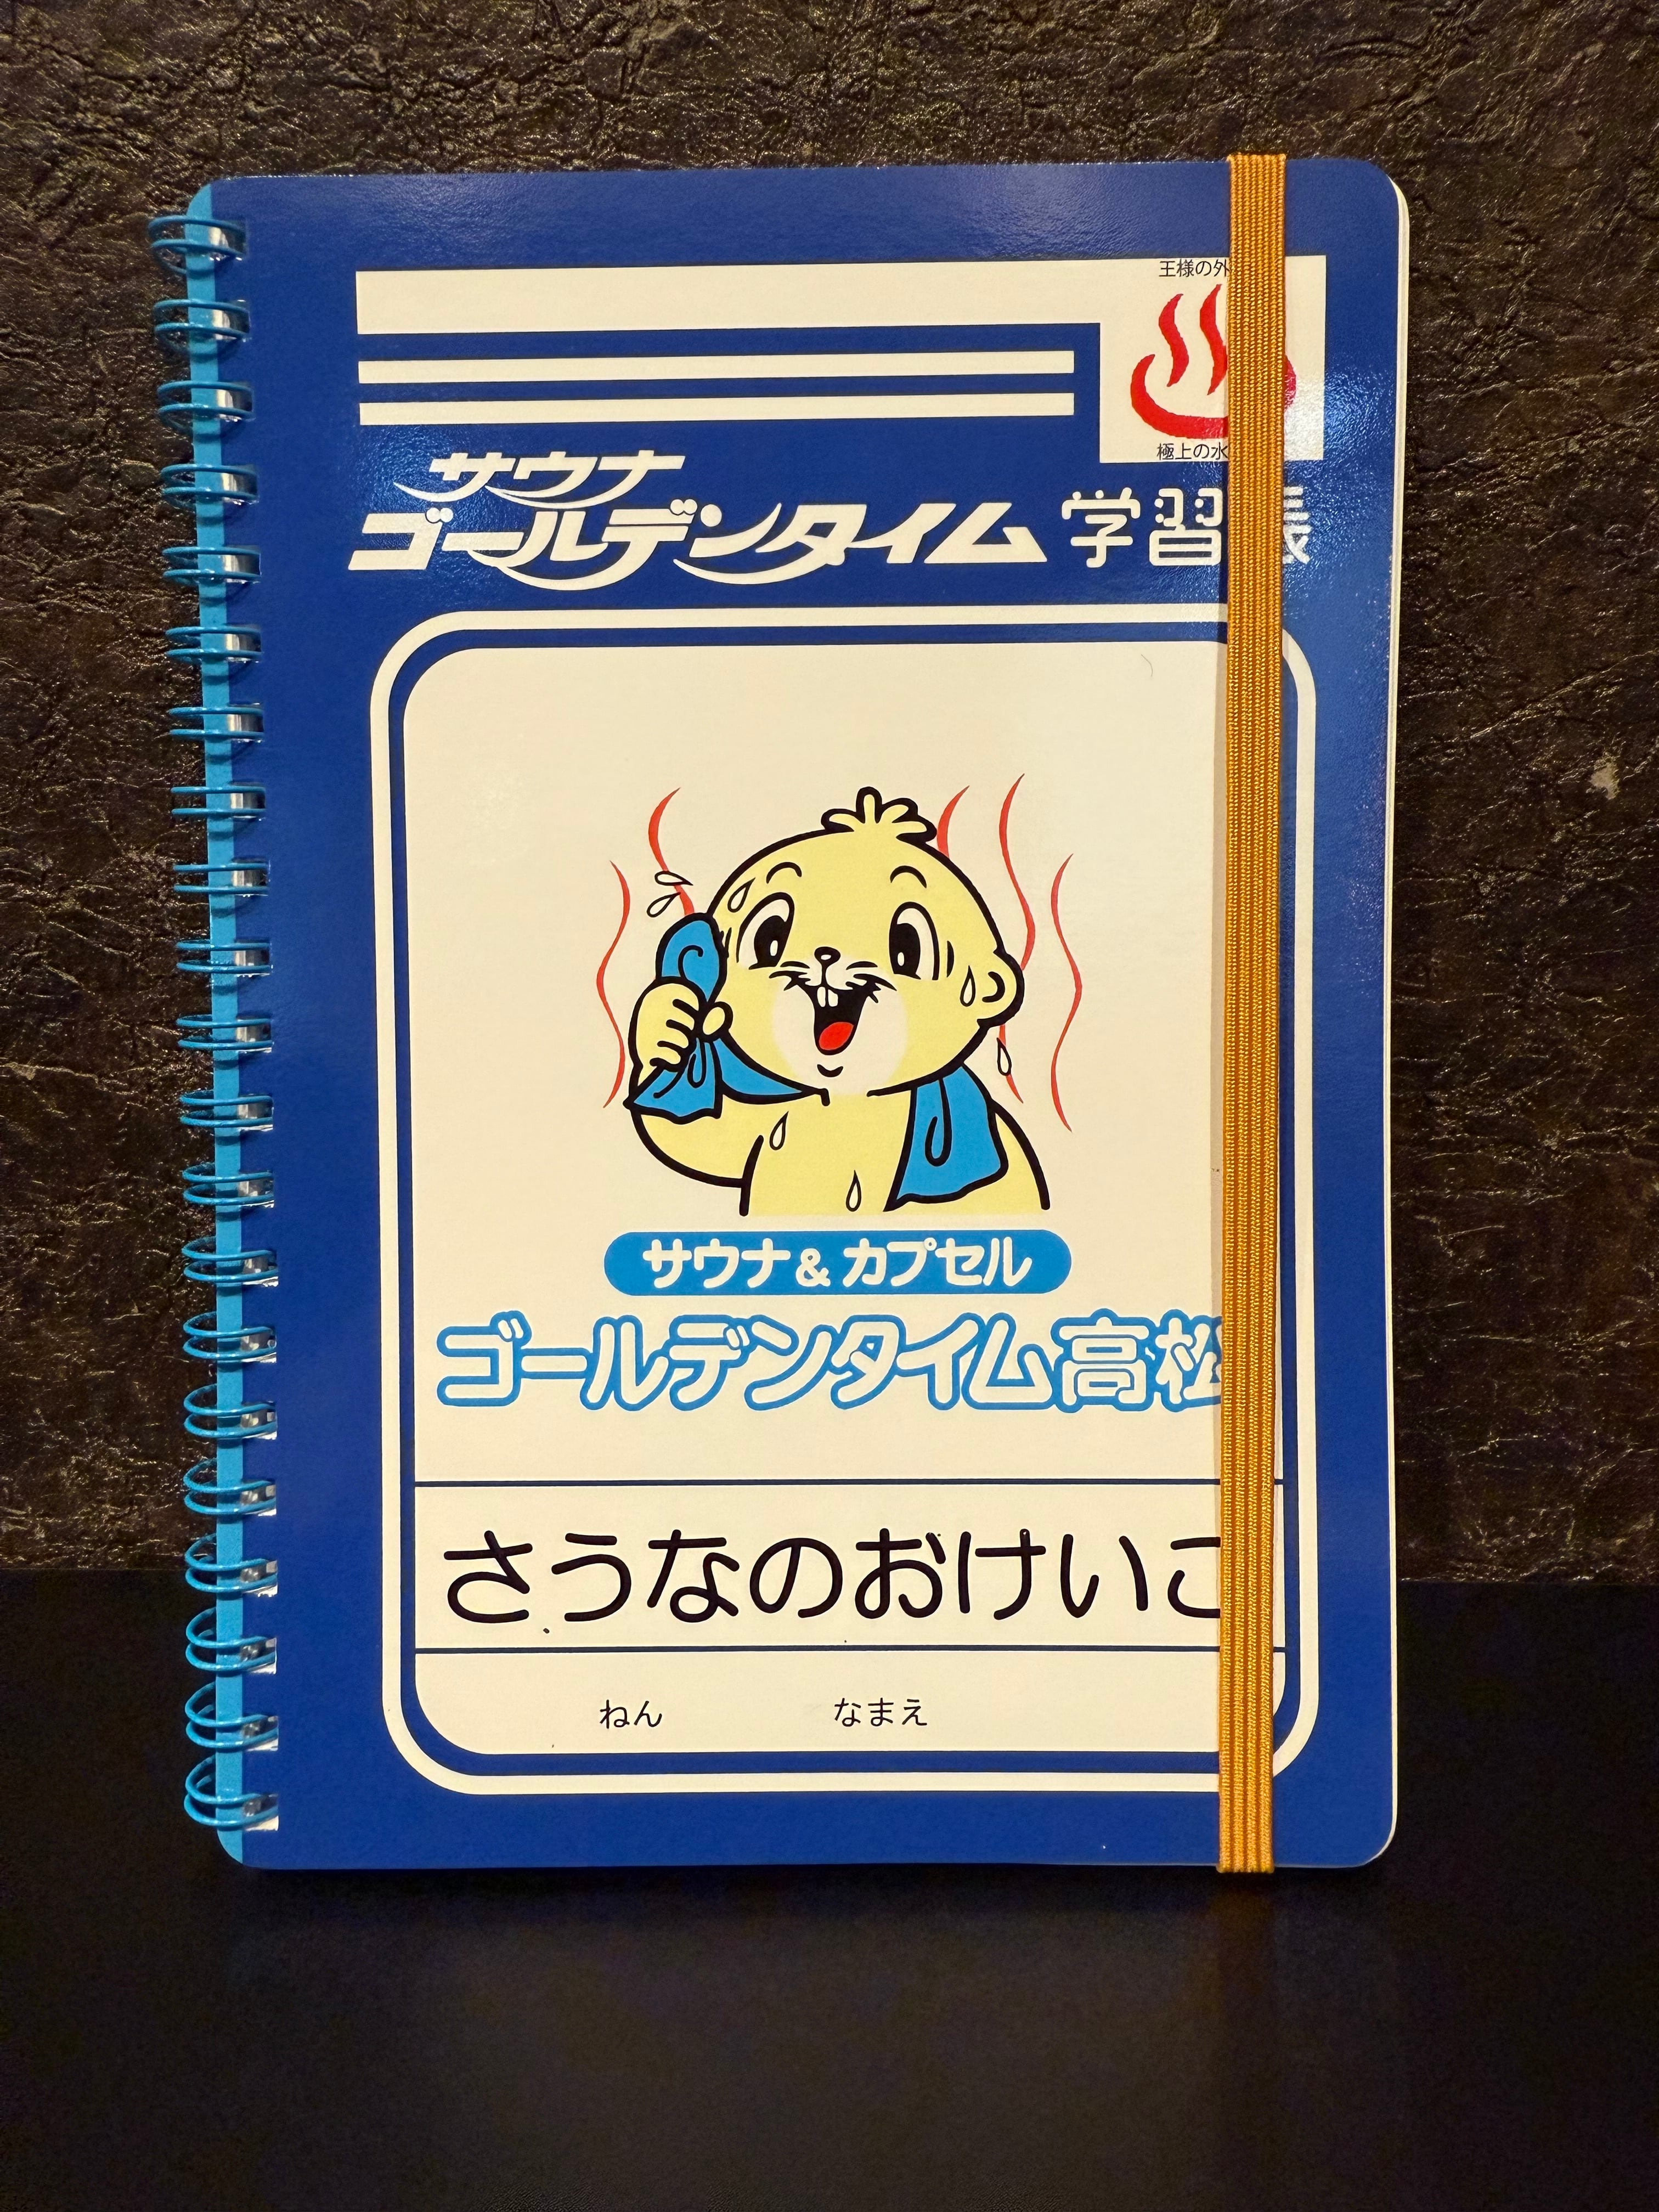 王様の外
極上の水
サウナ
ゴールデンタイム 学習帳
サウナ&カプセル
ゴールデンタイム高松
さうなのおけいこ
ねん なまえ